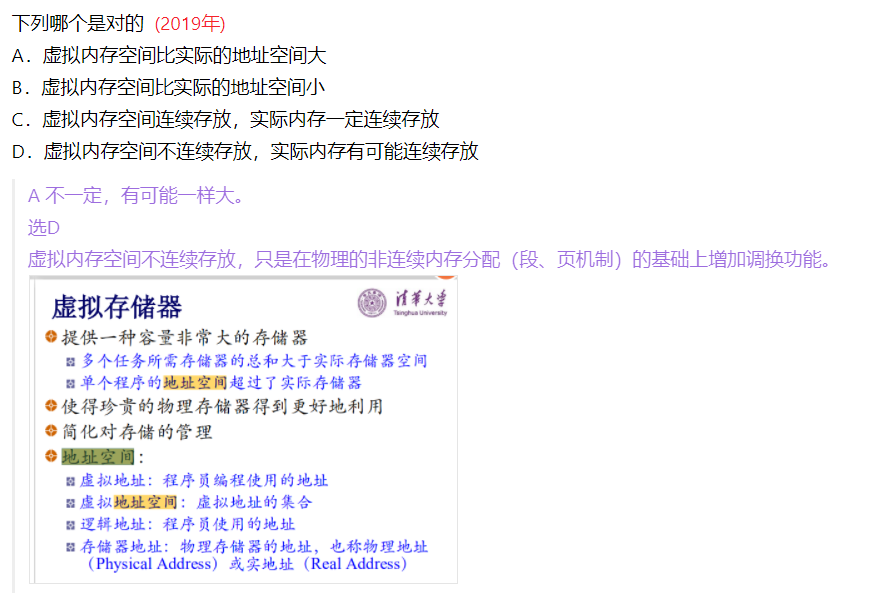 下列哪个是对的 (2019年)
A．虚拟内存空间比实际的地址空间大
B．虚拟内存空间比实际的地址空间小
C．虚拟内存空间连续存放，实际内存一定连续存放
D．虚拟内存空间不连续存放，实际内存有可能连续存放
A 不一定，有可能一样大。
选D
虚拟内存空间不连续存放，只是在物理的非连续内存分配（段、页机制）的基础上增加调换功能。
虚拟存储器
清华大学
Tsinghua University
提供一种容量非常大的存储器
多个任务所需存储器的总和大于实际存储器空间
单个程序的地址空间超过了实际存储器
使得珍贵的物理存储器得到更好地利用
简化对存储的管理
地址空间：
虚拟地址：程序员编程使用的地址
虚拟地址空间：虚拟地址的集合
逻辑地址：程序员使用的地址
存储器地址：物理存储器的地址，也称物理地址
（Physical Address）或实地址（Real Address）